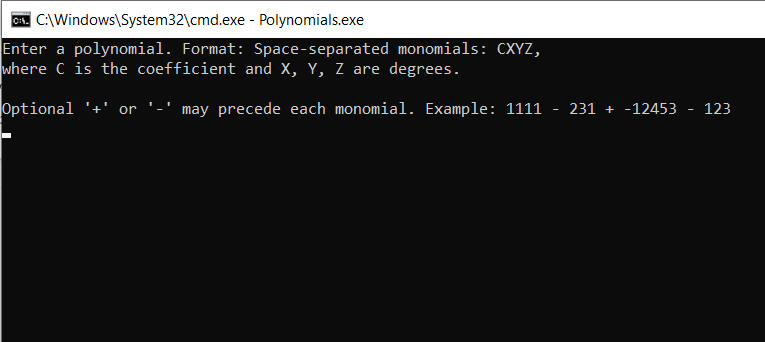 C:\Windows\System32\cmd.exe - Polynomials.exe
Enter a polynomial. Format: Space-separated monomials: CXYZ,
where C is the coefficient and X, Y, Z are degrees.
Optional '+' or '-' may precede each monomial. Example: 1111 - 231 + -12453 - 123